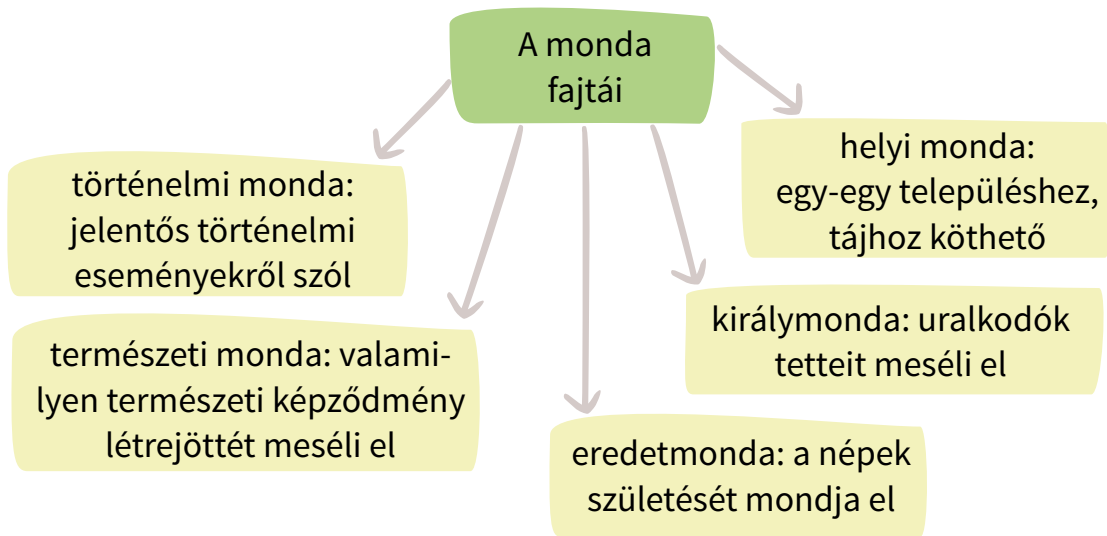 A monda
fajtái
történelmi monda:
jelentős történelmi
eseményekről szól
természeti monda: valami-
lyen természeti képződmény
létrejöttét meséli el
eredetmonda: a népek
születését mondja el
királymonda: uralkodók
tetteit meséli el
helyi monda:
egy-egy településhez,
tájhoz köthető